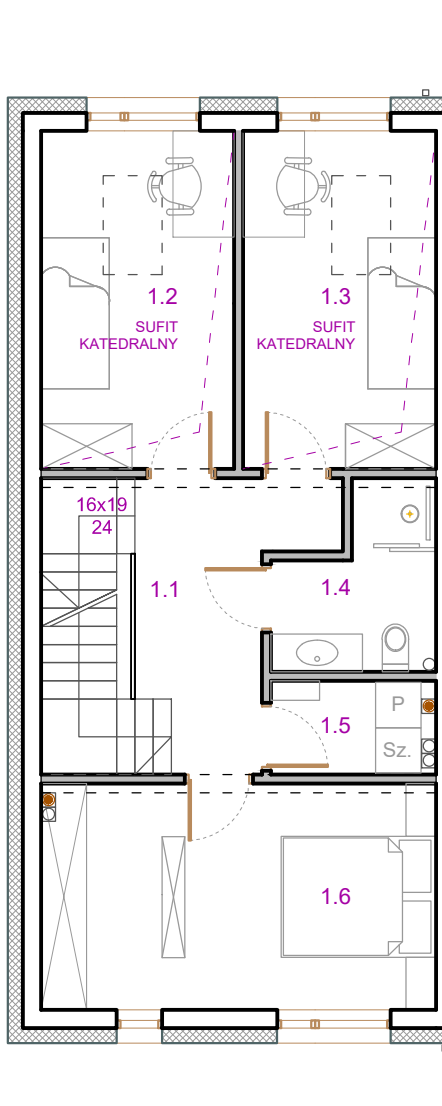 1.2
SUFIT
KATEDRALNY
1.3
SUFIT
KATEDRALNY
16x19
24
1.1
1.4
1.5
P
Sz.
1.6